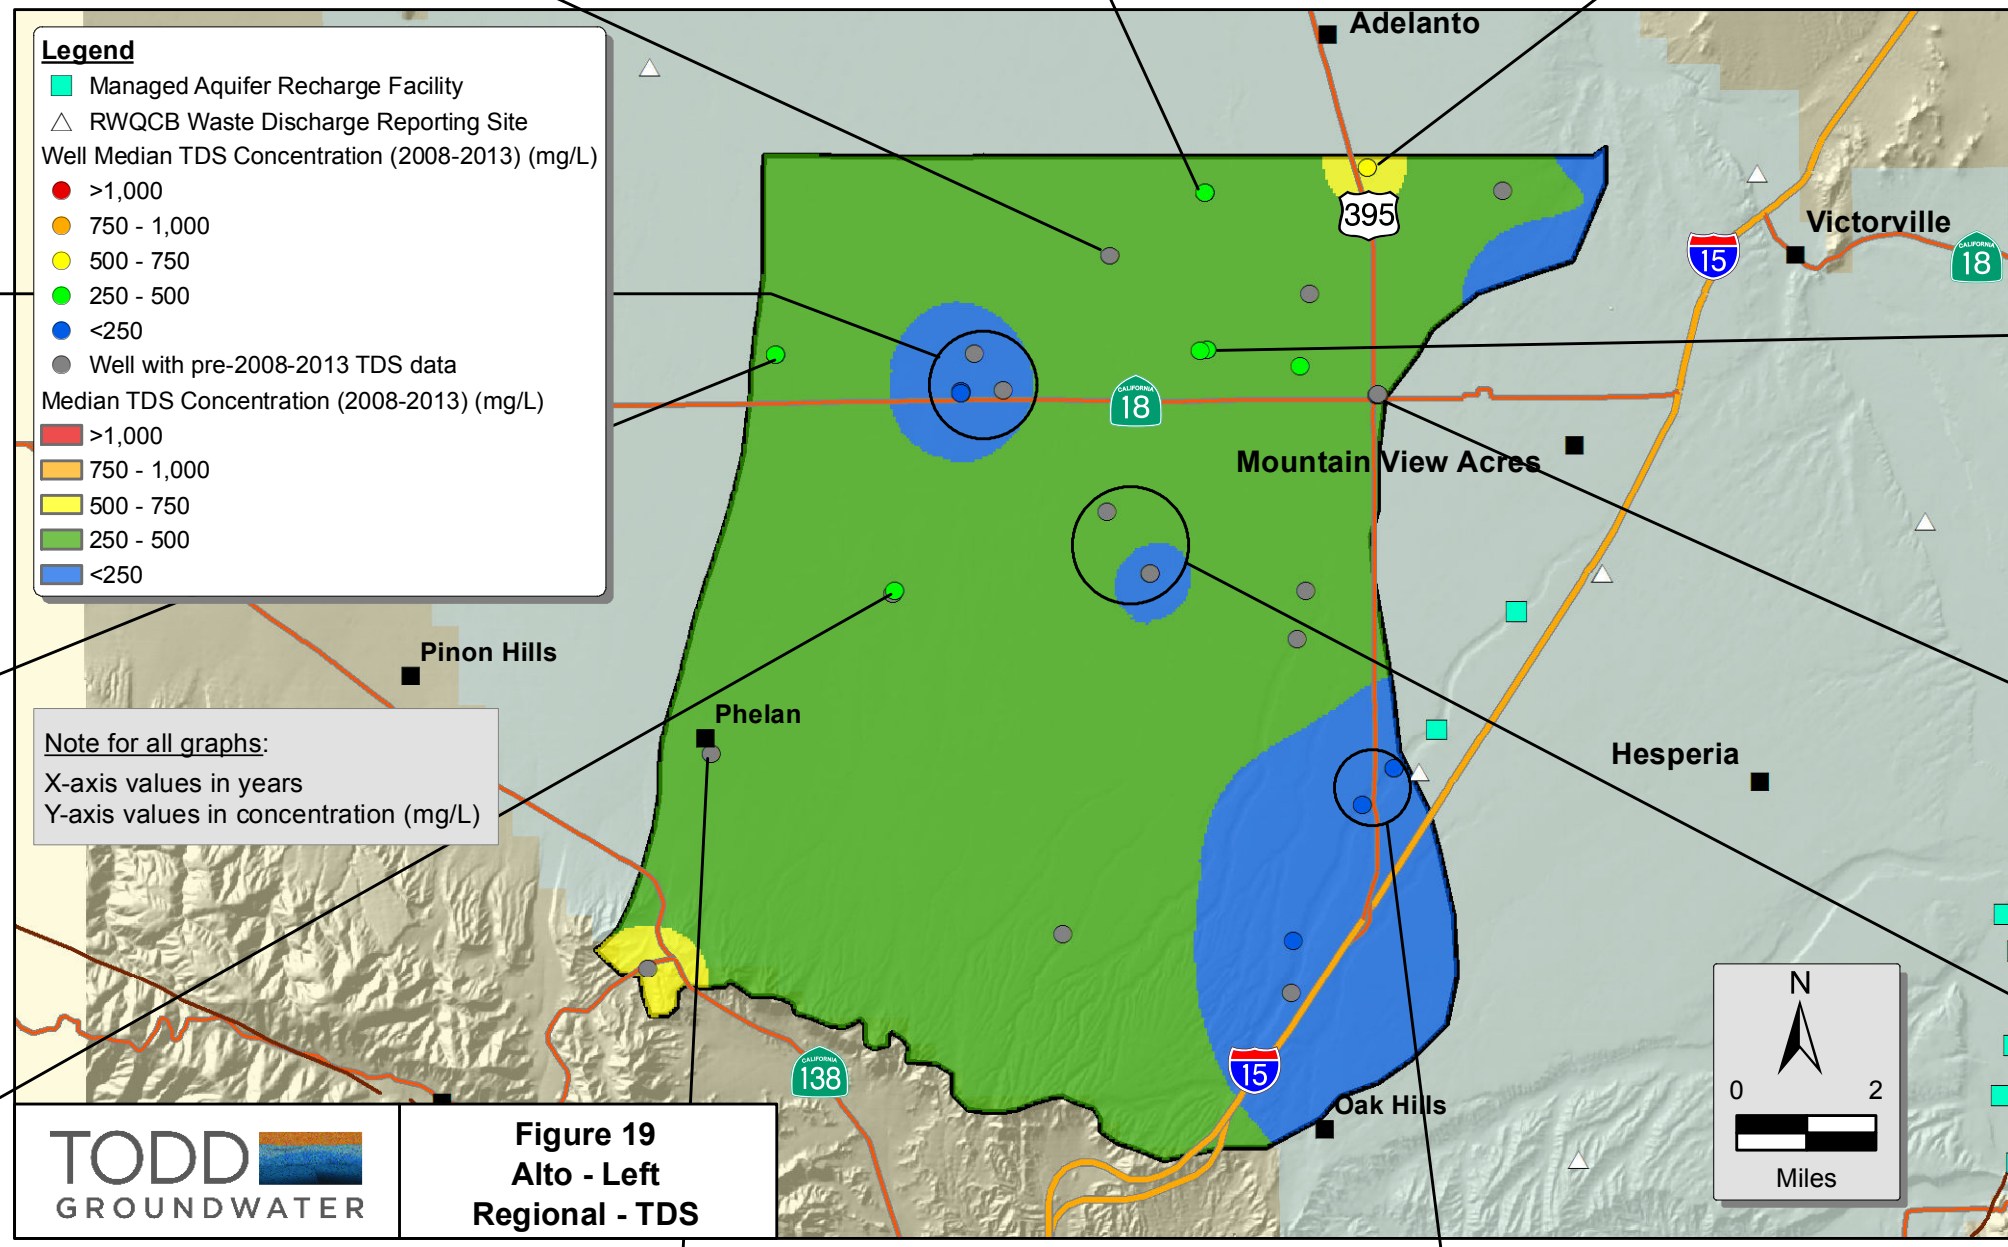 Legend
Managed Aquifer Recharge Facility
RWQCB Waste Discharge Reporting Site
Well Median TDS Concentration (2008-2013) (mg/L)
>1,000
750 - 1,000
500 - 750
250 - 500
<250
Well with pre-2008-2013 TDS data
Median TDS Concentration (2008-2013) (mg/L)
>1,000
750 - 1,000
500 - 750
250 - 500
<250
Adelanto
395
Victorville
15
CALIFORNIA
18
CALIFORNIA
18
Mountain View Acres
Pinon Hills
Phelan
Hesperia
Note for all graphs:
X-axis values in years
Y-axis values in concentration (mg/L)
CALIFORNIA
138
15
Oak Hills
N
0 2
Miles
TODD
GROUNDWATER
Figure 19
Alto - Left
Regional - TDS